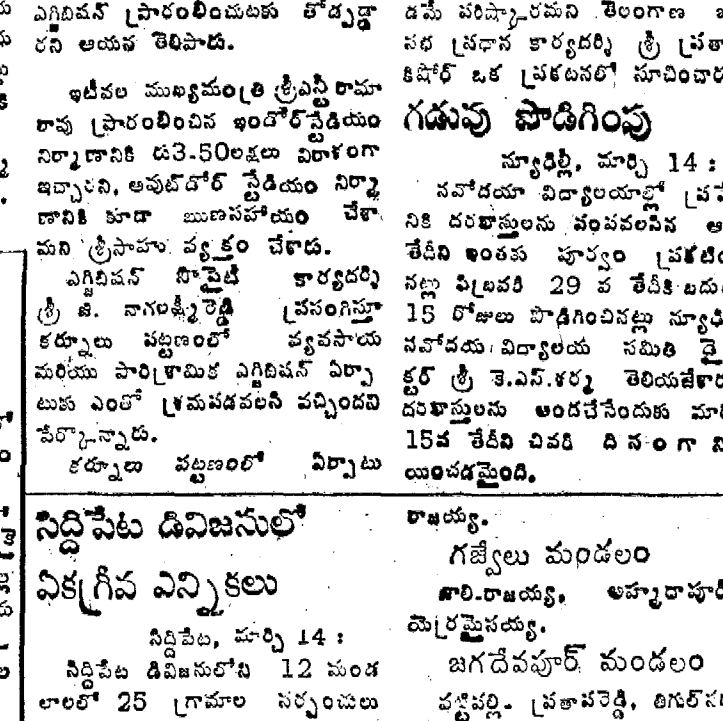 ఎగ్జిబిషన్ ప్రారంభించుటకు తోడ్పడ్డా
రని ఆయన తెలిపారు.
ఇటీవల ముఖ్యమంత్రి శ్రీఎన్టీ రామా
రావు ప్రారంభించిన ఇండోర్ స్టేడియం
నిర్మాణానికి రు3-50లక్షలు విరాళంగా
ఇచ్చారని, అవుట్‌డోర్ స్టేడియం నిర్మా
ణానికి కూడా ఋణసహాయం చేశా
మని శ్రీసాహు వ్యక్తం చేశాడు.
ఎగ్జిబిషన్ సొసైటీ కార్యదర్శి
శ్రీ జి. నాగలక్ష్మీరెడ్డి ప్రసంగిస్తూ
కర్నూలు పట్టణంలో వ్యవసాయ
మరియు పారిశ్రామిక ఎగ్జిబిషన్ ఏర్పా
టుకు ఎంతో శ్రమపడవలసి వచ్చిందని
పేర్కొన్నాడు.
కర్నూలు పట్టణంలో ఏర్పాటు
డమే పరిష్కారమని తెలంగాణ
సభ ప్రధాన కార్యదర్శి శ్రీ
కిషోర్ ఒక ప్రకటనలో సూచించార
గడువు పొడిగింపు
న్యూఢిల్లీ, మార్చి 14 :
నవోదయా విద్యాలయాల్లో
నికి దరఖాస్తులను పంపవలసిన
తేదీని ఇంతకు పూర్వం ప్రకటిం
నట్లు ఫిబ్రవరి 29 వ తేదీకి బదు
15 రోజులు పొడిగించినట్లు న్యూఢి
నవోదయ విద్యాలయ సమితి డై
క్టర్ శ్రీ కె.ఎస్.శర్మ తెలియజేశార
దరఖాస్తులను అందచేసేందుకు మా
15వ తేదీని చివరి దినంగా ని
యించడమైంది.
సిద్దిపేట డివిజనులో
ఏకగ్రీవ ఎన్నికలు
సిద్దిపేట, మార్చి 14 :
సిద్దిపేట డివిజనులోని 12 మండ
లాలలో 25 గ్రామాల సర్పంచులు
రాజయ్య.
గజ్వేలు మండలం
శాలి-రాజయ్య, అహ్మదాపూర్
యెర్రమైసయ్య.
జగదేవపూర్ మండలం
వట్టిపల్లి- ప్రతాపరెడ్డి, తిగుల్